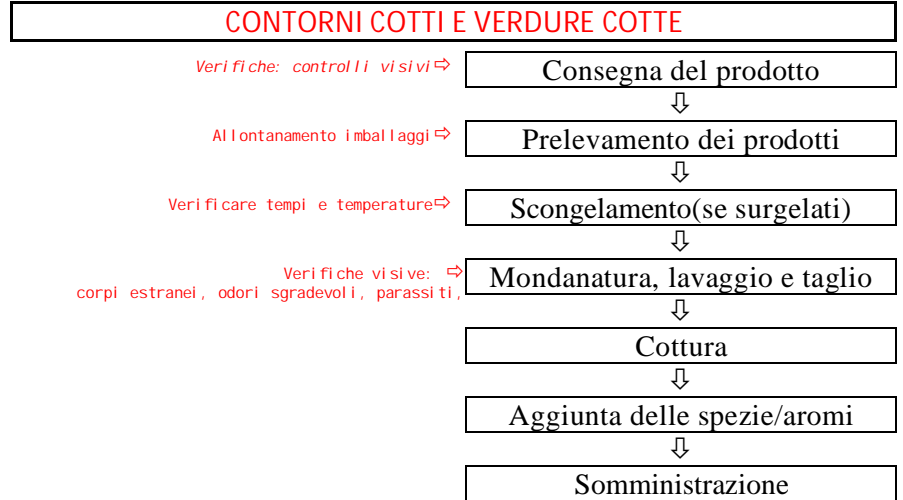 CONTORNI COTTI E VERDURE COTTE
Verifiche: controlli visivi⇨
Consegna del prodotto
⇩
Allontanamento imballaggi⇨
Prelevamento dei prodotti
⇩
Verificare tempi e temperature⇨
Scongelamento(se surgelati)
⇩
Verifiche visive: ⇨
corpi estranei, odori sgradevoli, parassiti,
Mondanatura, lavaggio e taglio
⇩
Cottura
⇩
Aggiunta delle spezie/aromi
⇩
Somministrazione